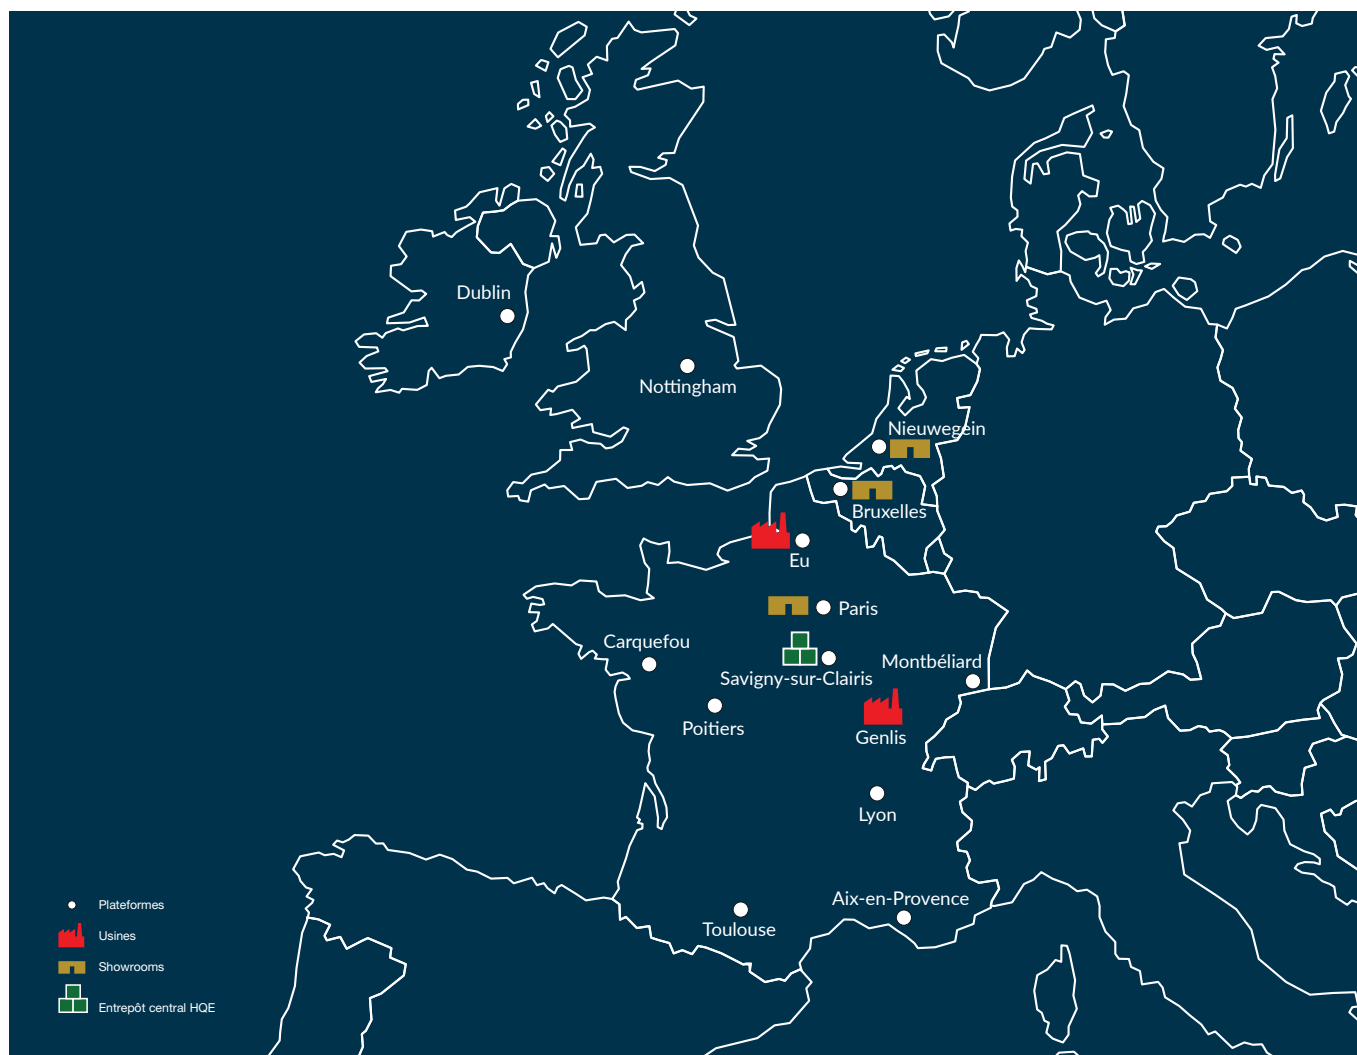 Dublin
Nottingham
Nieuwegein
Bruxelles
Eu
Paris
Carquefou
Montbéliard
Savigny-sur-Clairis
Poitiers
Genlis
Lyon
Aix-en-Provence
Toulouse
Plateformes
Usines
Showrooms
Entrepôt central HQE